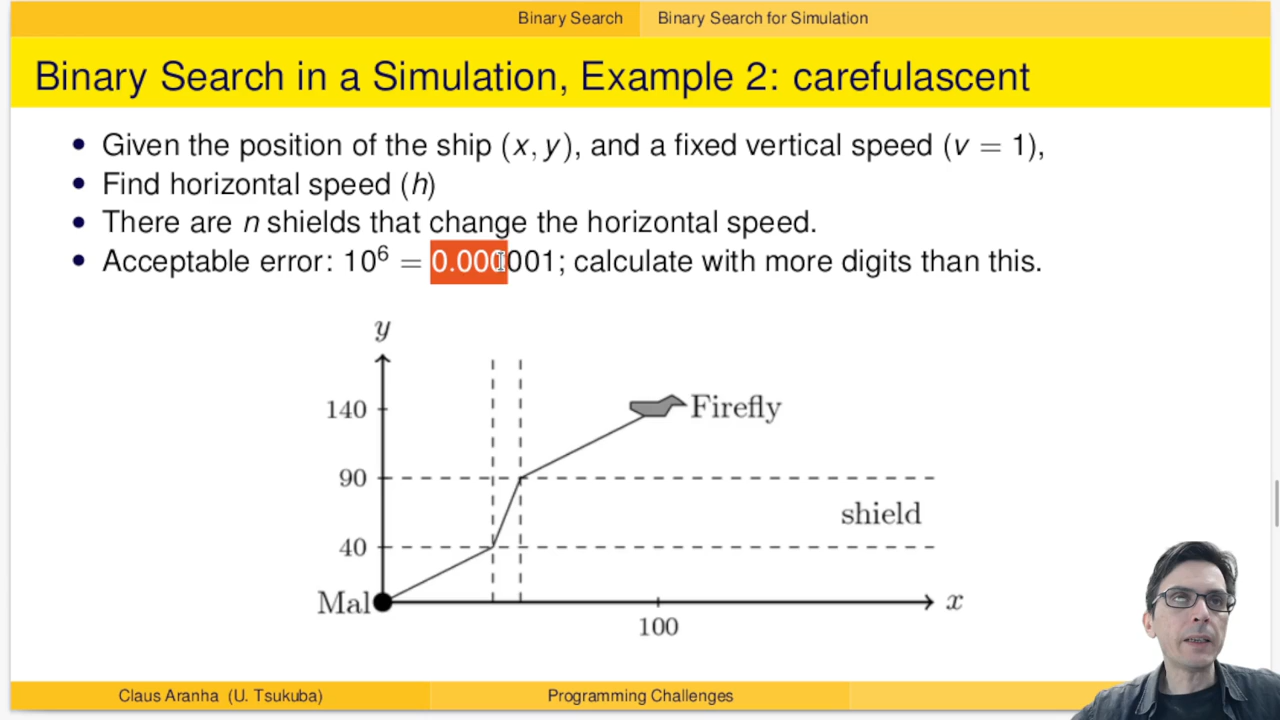 Binary Search Binary Search for Simulation
Binary Search in a Simulation, Example 2: carefulascent
• Given the position of the ship (x, y), and a fixed vertical speed (v = 1),
• Find horizontal speed (h)
• There are n shields that change the horizontal speed.
• Acceptable error: 10⁶ = 0.000001; calculate with more digits than this.
y
140
Firefly
90
shield
40
Mal
x
100
Claus Aranha (U. Tsukuba) Programming Challenges